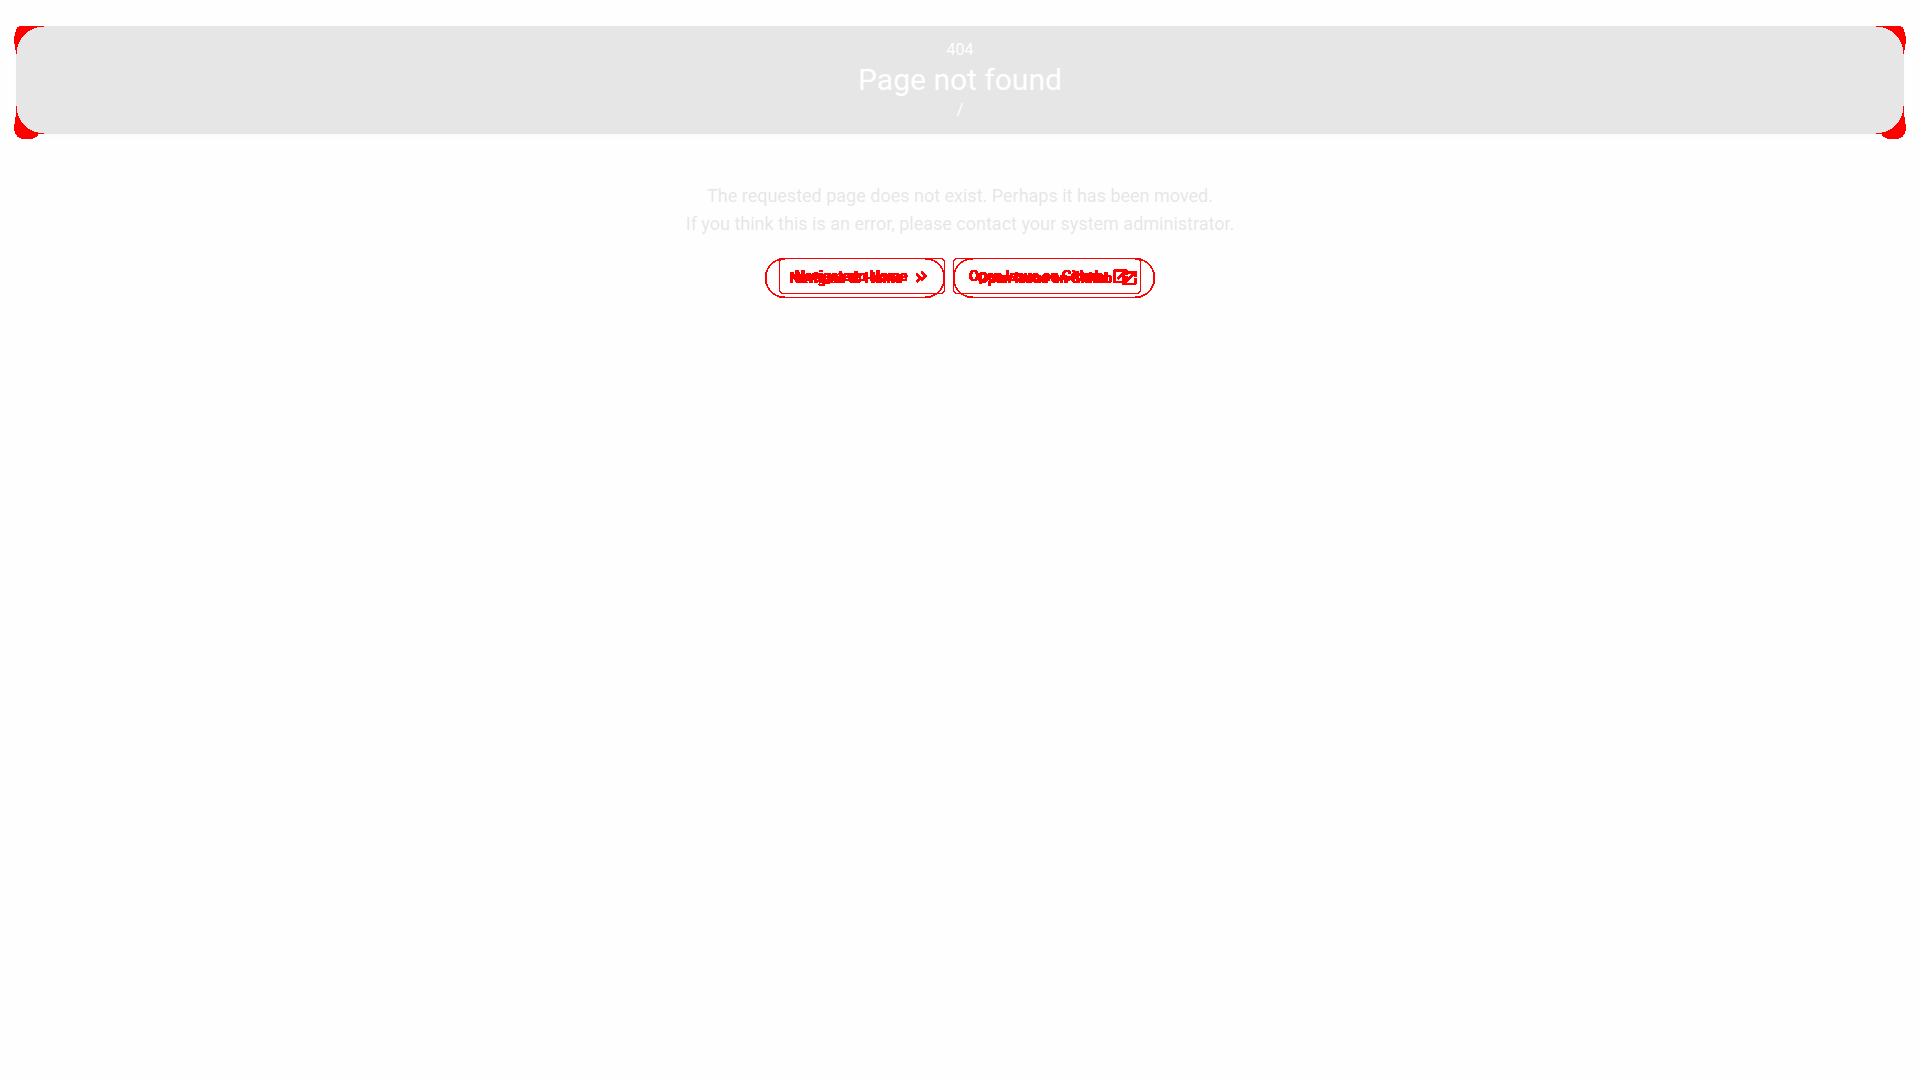 404
Page not found
/
The requested page does not exist. Perhaps it has been moved.
If you think this is an error, please contact your system administrator.
Navigate to Home
Open Issue on Github